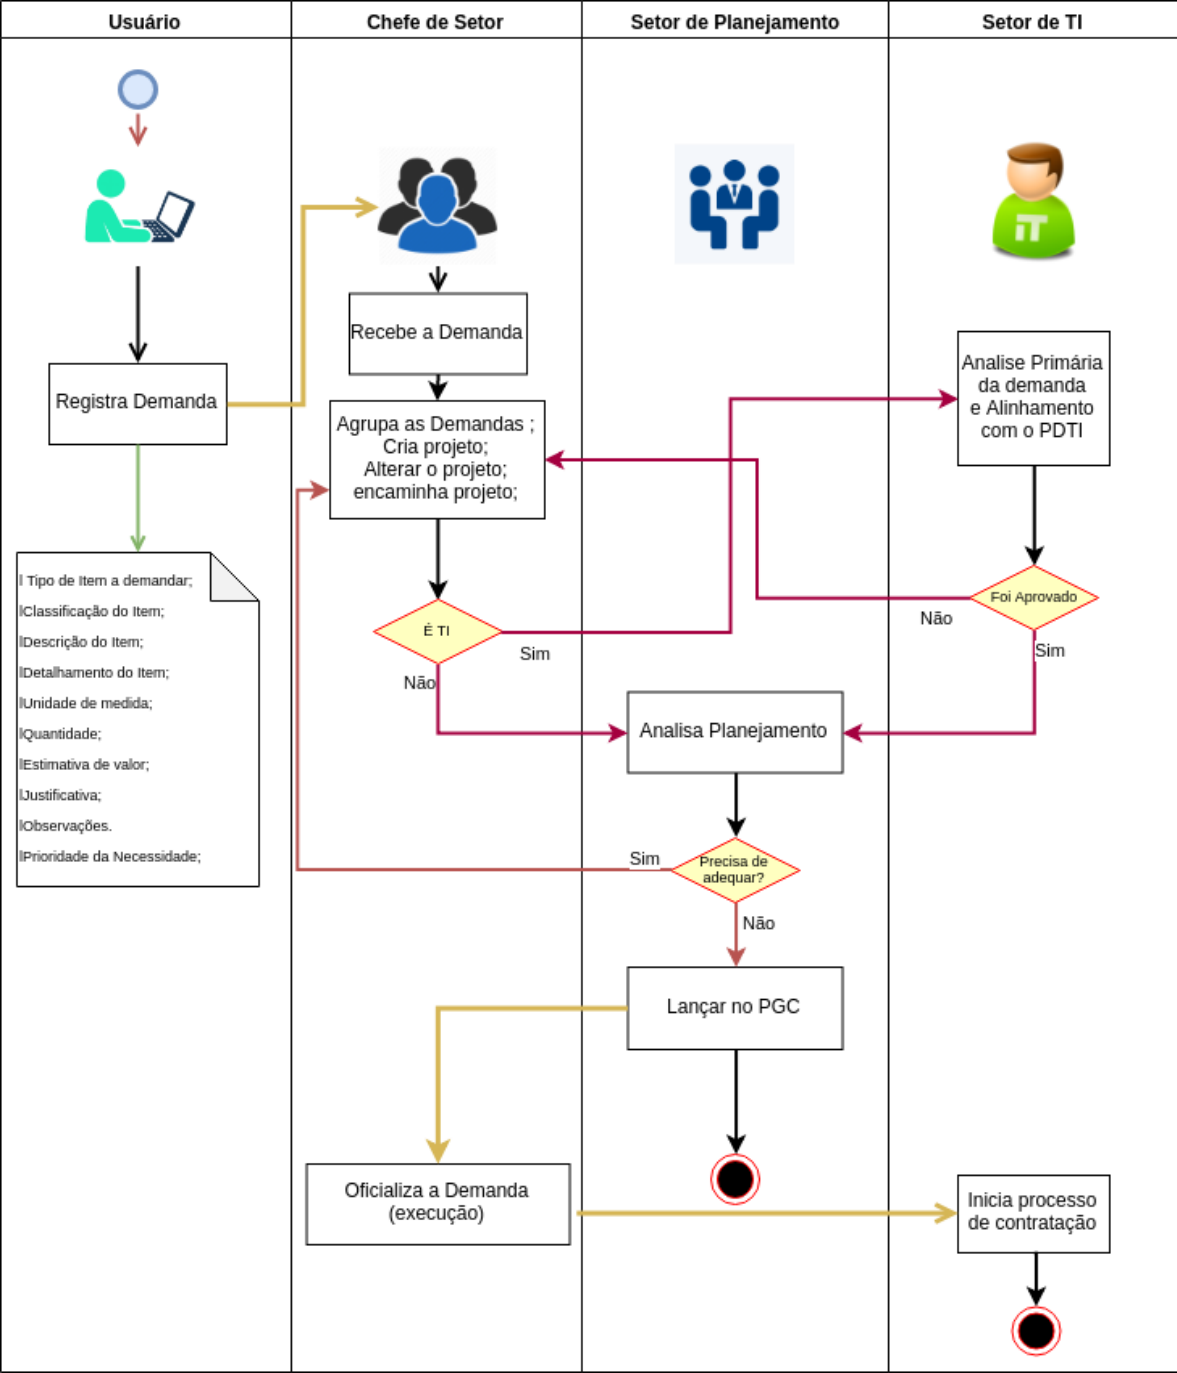 Usuário
Chefe de Setor
Setor de Planejamento
Setor de TI
iT
Recebe a Demanda
Registra Demanda
Agrupa as Demandas ;
Cria projeto;
Alterar o projeto;
encaminha projeto;
Analise Primária
da demanda
e Alinhamento
com o PDTI
l Tipo de Item a demandar;
lClassificação do Item;
lDescrição do Item;
lDetalhamento do Item;
lUnidade de medida;
lQuantidade;
lEstimativa de valor;
lJustificativa;
lObservações.
lPrioridade da Necessidade;
É TI
Sim
Não
Foi Aprovado
Não
Sim
Analisa Planejamento
Precisa de
adequar?
Sim
Não
Lançar no PGC
Oficializa a Demanda
(execução)
Inicia processo
de contratação